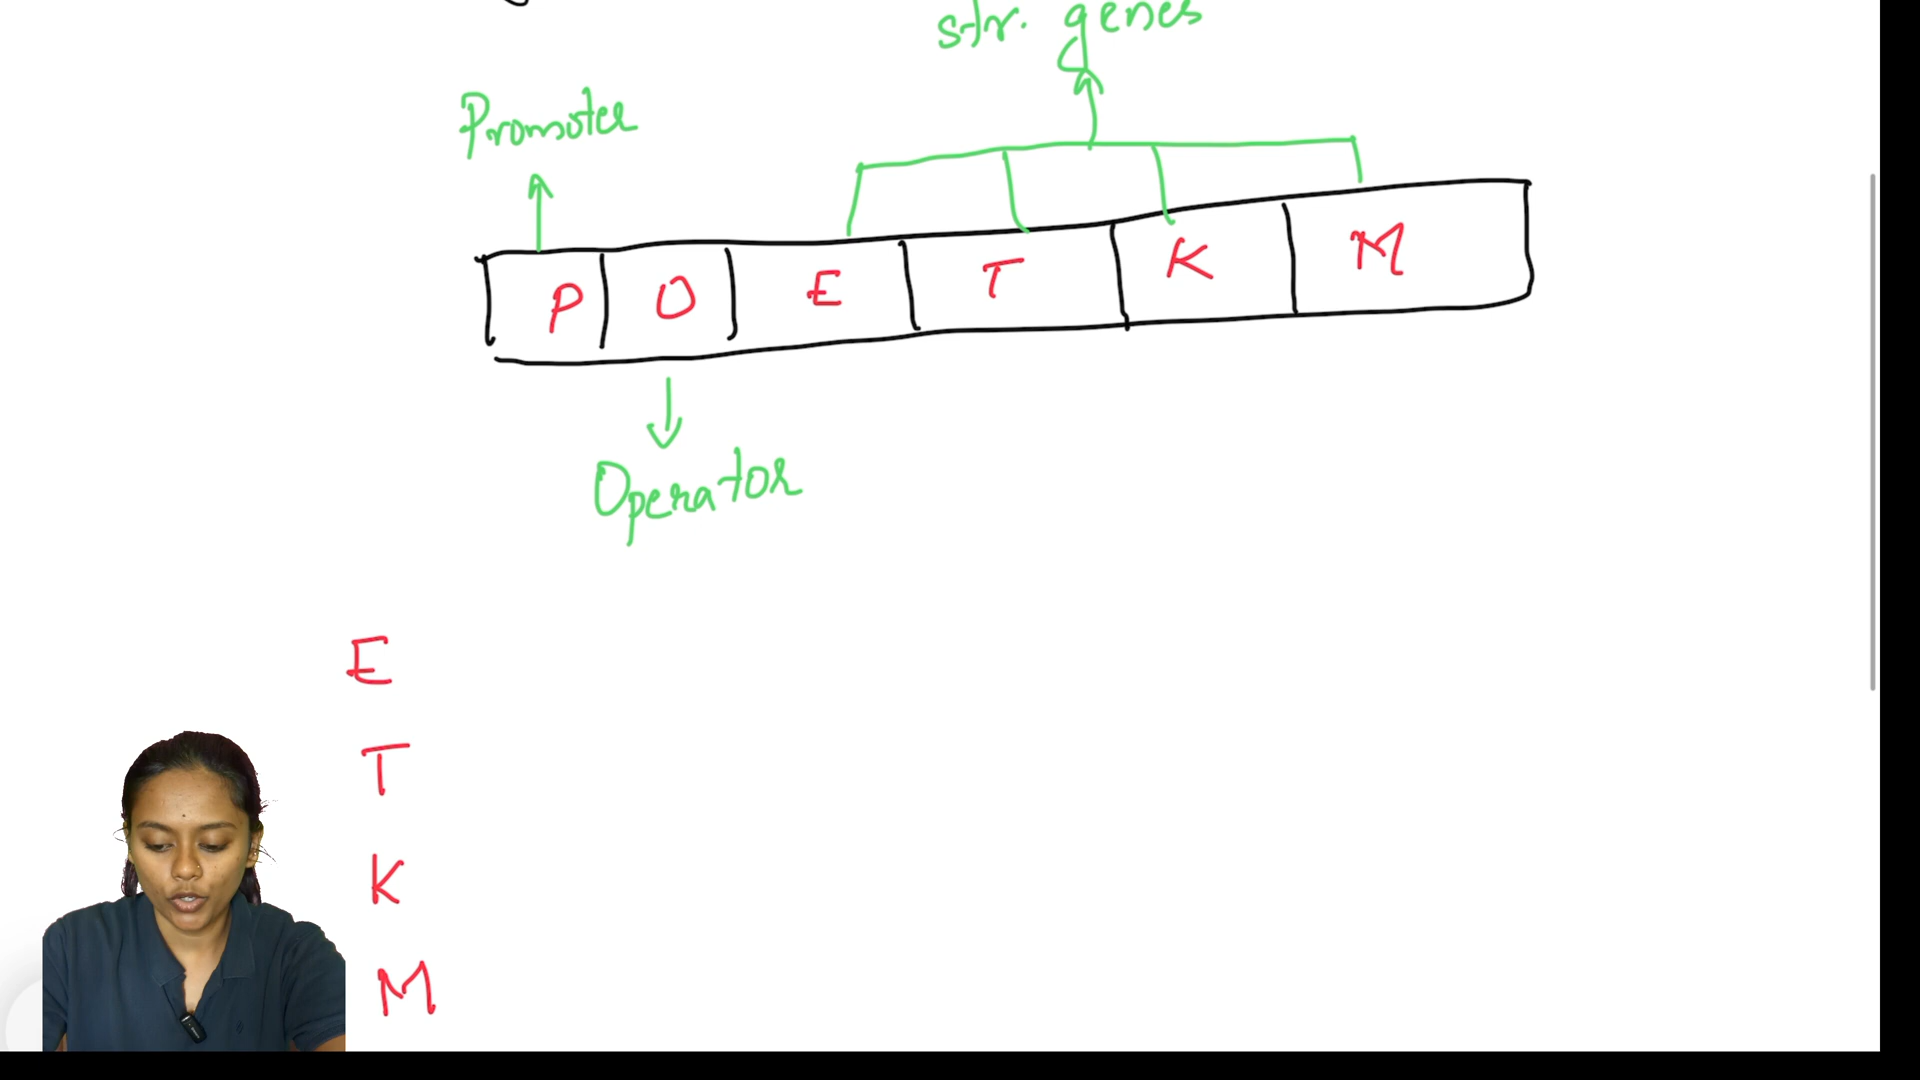 str. genes
Promoter
P O E T K M
Operator
E
T
K
M